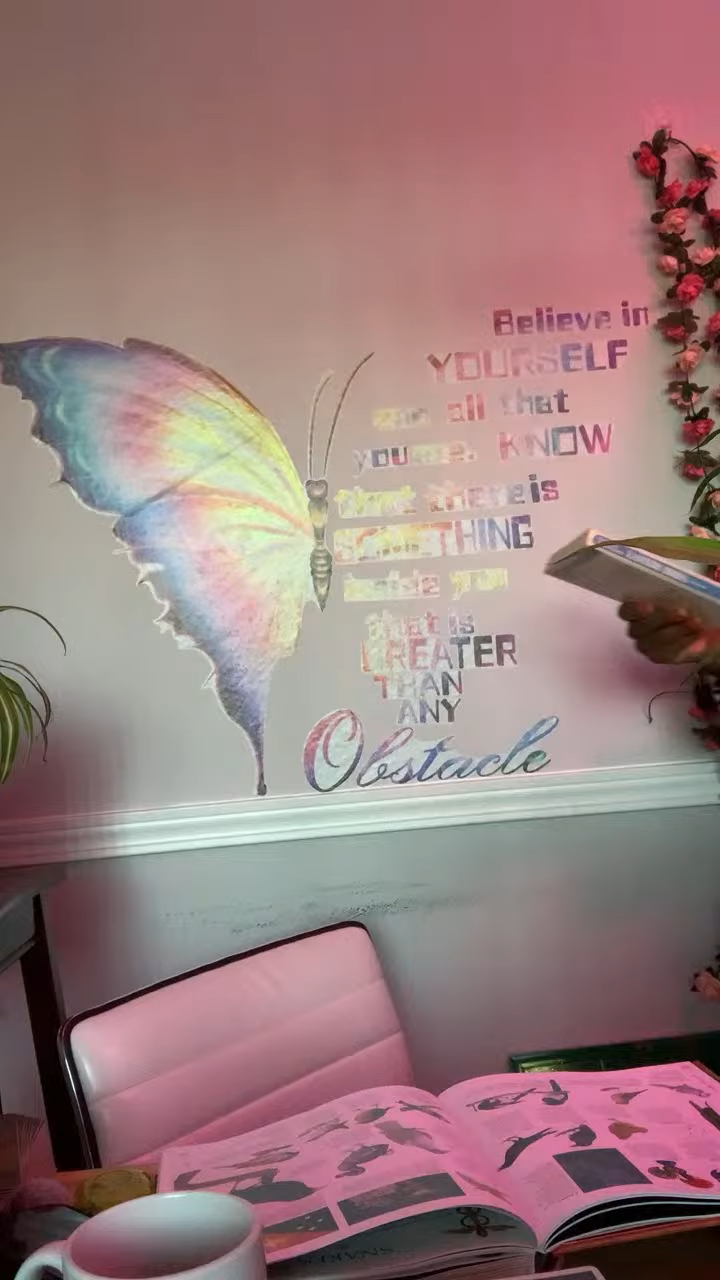 Believe in
YOURSELF
and all that
you are. KNOW
that there is
SOMETHING
inside you
that is
GREATER
THAN
ANY
Obstacle